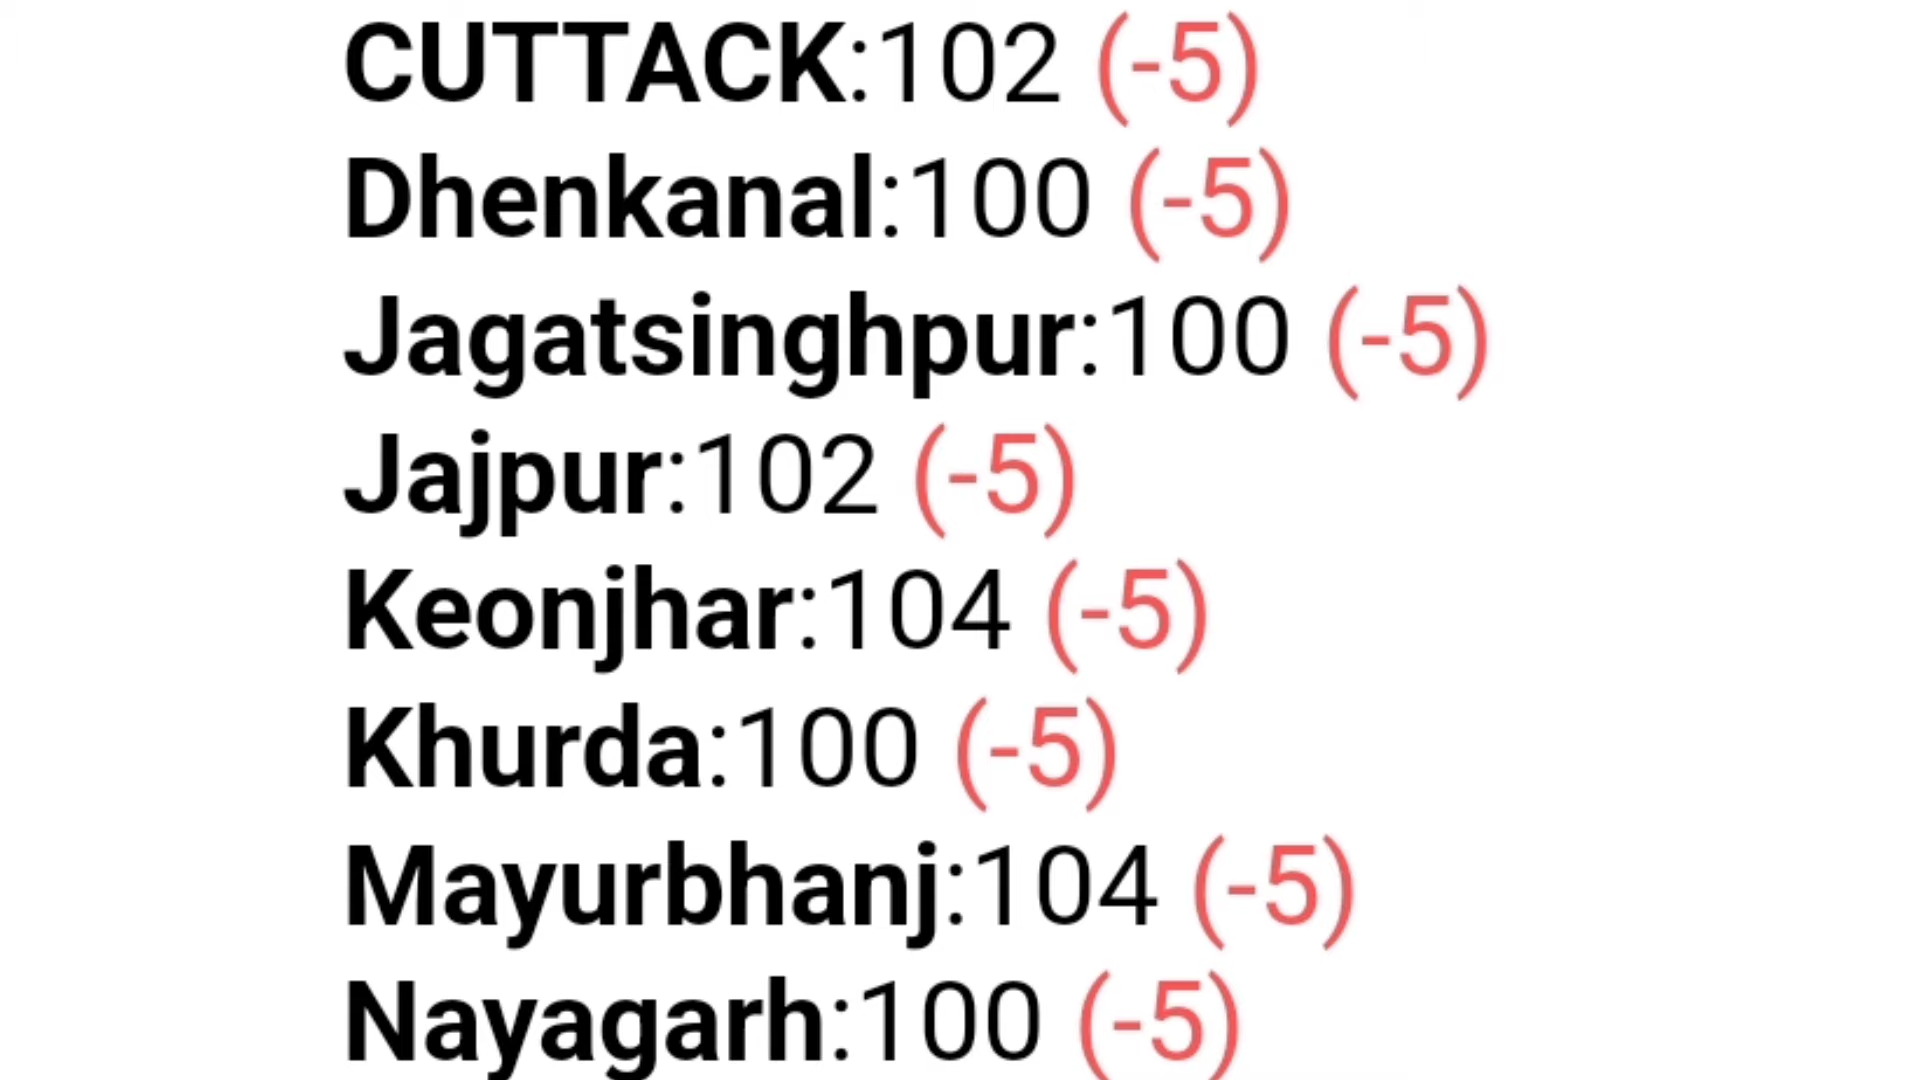 CUTTACK:102 (-5)
Dhenkanal:100 (-5)
Jagatsinghpur:100 (-5)
Jajpur:102 (-5)
Keonjhar:104 (-5)
Khurda:100 (-5)
Mayurbhanj:104 (-5)
Nayagarh:100 (-5)